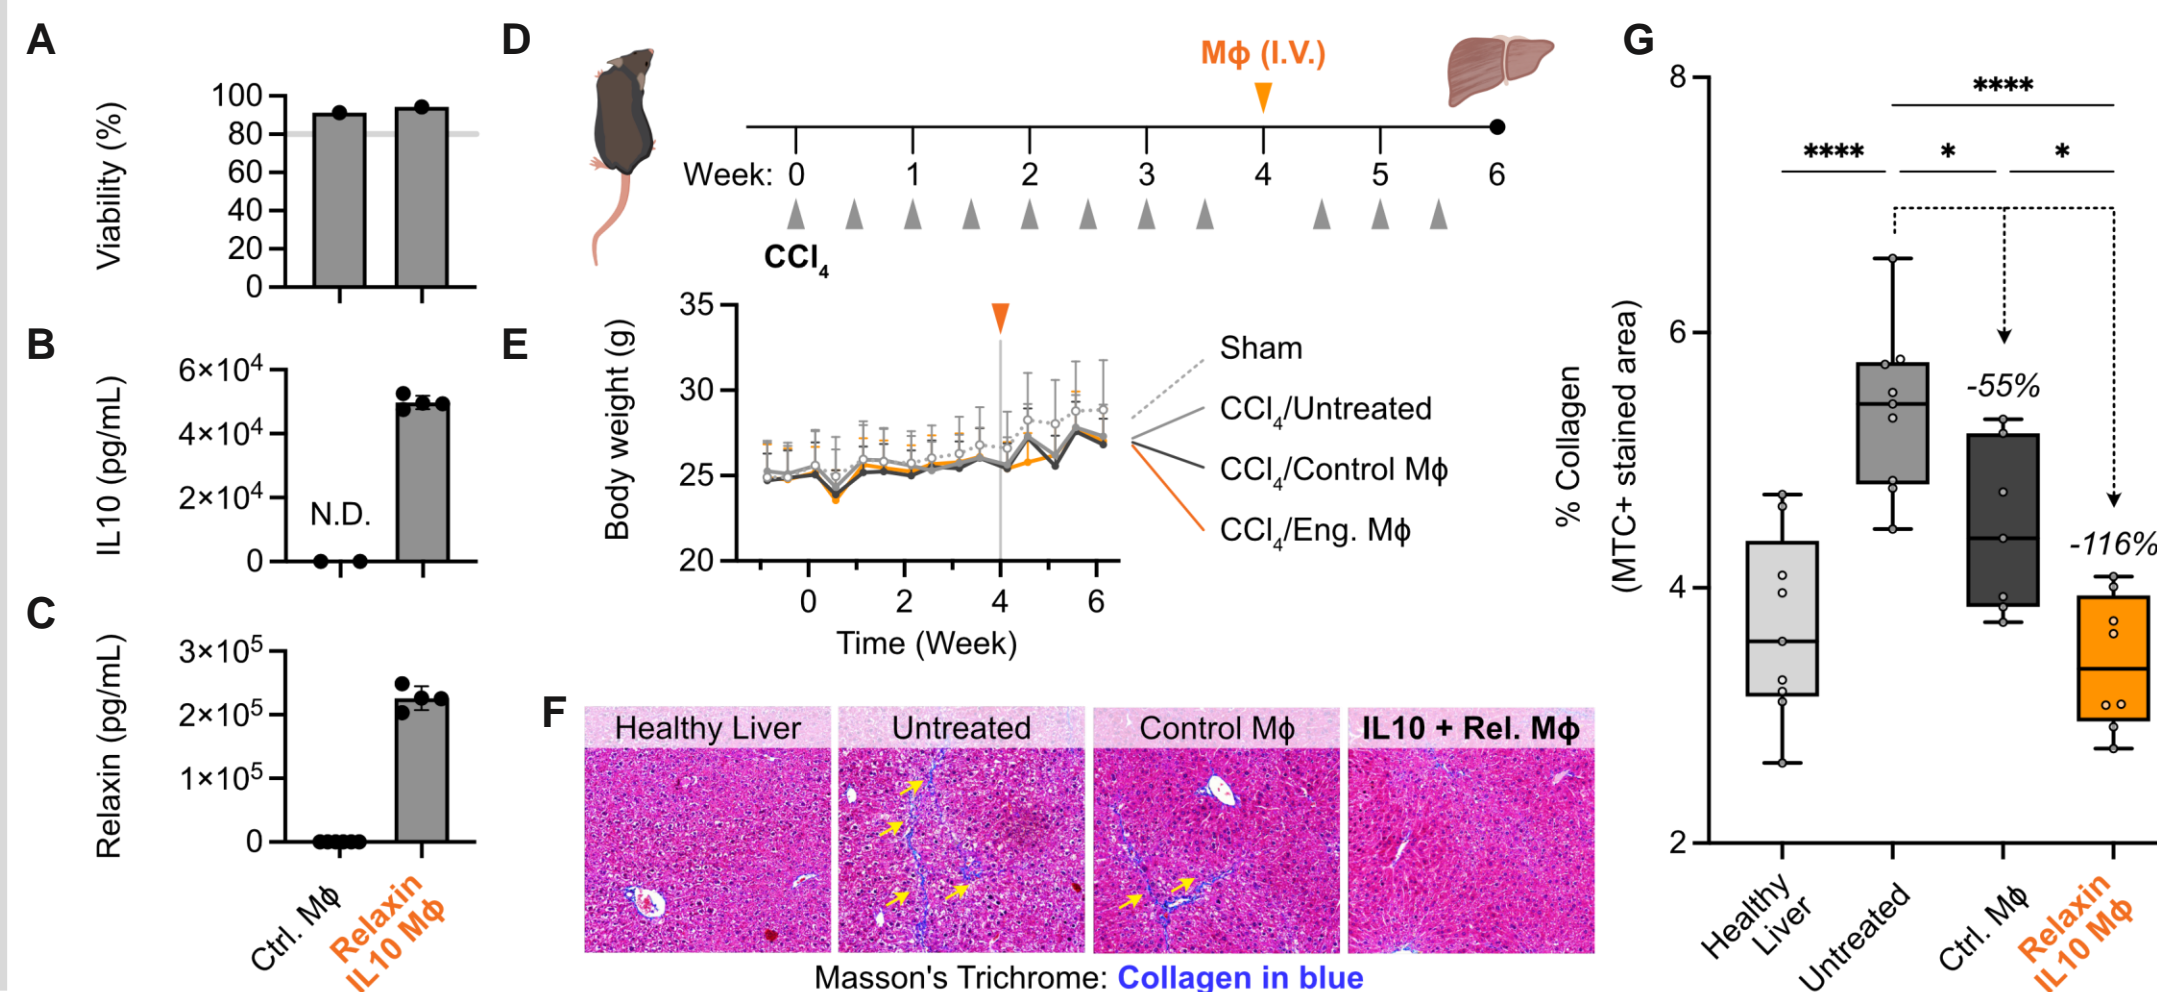 A
Viability (%)
100
80
60
40
20
0
B
IL10 (pg/mL)
6×10⁴
4×10⁴
2×10⁴
0
N.D.
C
Relaxin (pg/mL)
3×10⁵
2×10⁵
1×10⁵
0
Ctrl. Mϕ
Relaxin
IL10 Mϕ
D
Mϕ (I.V.)
Week: 0 1 2 3 4 5 6
CCl₄
E
Body weight (g)
35
30
25
20
0 2 4 6
Time (Week)
Sham
CCl₄/Untreated
CCl₄/Control Mϕ
CCl₄/Eng. Mϕ
F
Healthy Liver
Untreated
Control Mϕ
IL10 + Rel. Mϕ
Masson's Trichrome: Collagen in blue
G
% Collagen
(MTC+ stained area)
8
6
4
2
****
**** * *
-55%
-116%
Healthy
Liver
Untreated
Ctrl. Mϕ
Relaxin
IL10 Mϕ